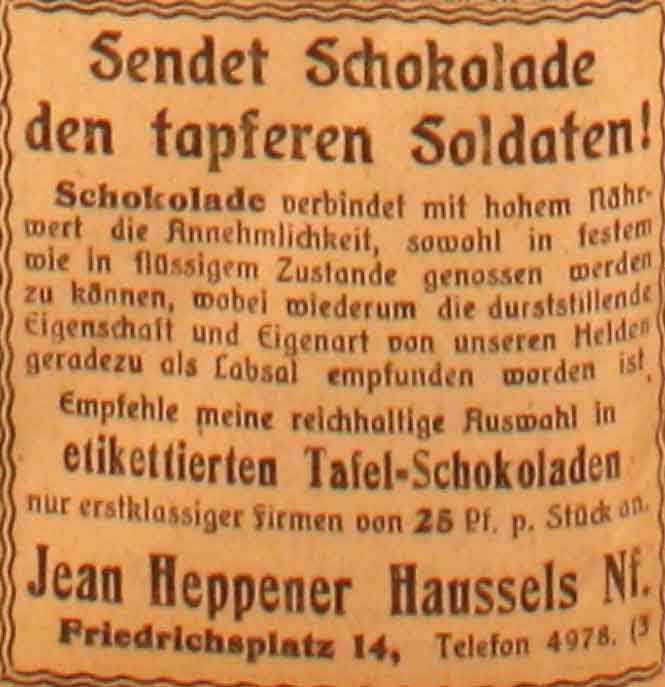 Sendet Schokolade
den tapferen Soldaten!
Schokolade verbindet mit hohem Nähr-
wert die Annehmlichkeit, sowohl in festem
wie in flüssigem Zustande genossen werden
zu können, wobei wiederum die durststillende
Eigenschaft und Eigenart von unseren Helden
geradezu als Labsal empfunden worden ist.
Empfehle meine reichhaltige Auswahl in
etikettierten Tafel-Schokoladen
nur erstklassiger Firmen von 25 Pf. p. Stück an.
Jean Heppener Haussels Nf.
Friedrichsplatz 14, Telefon 4978. (3